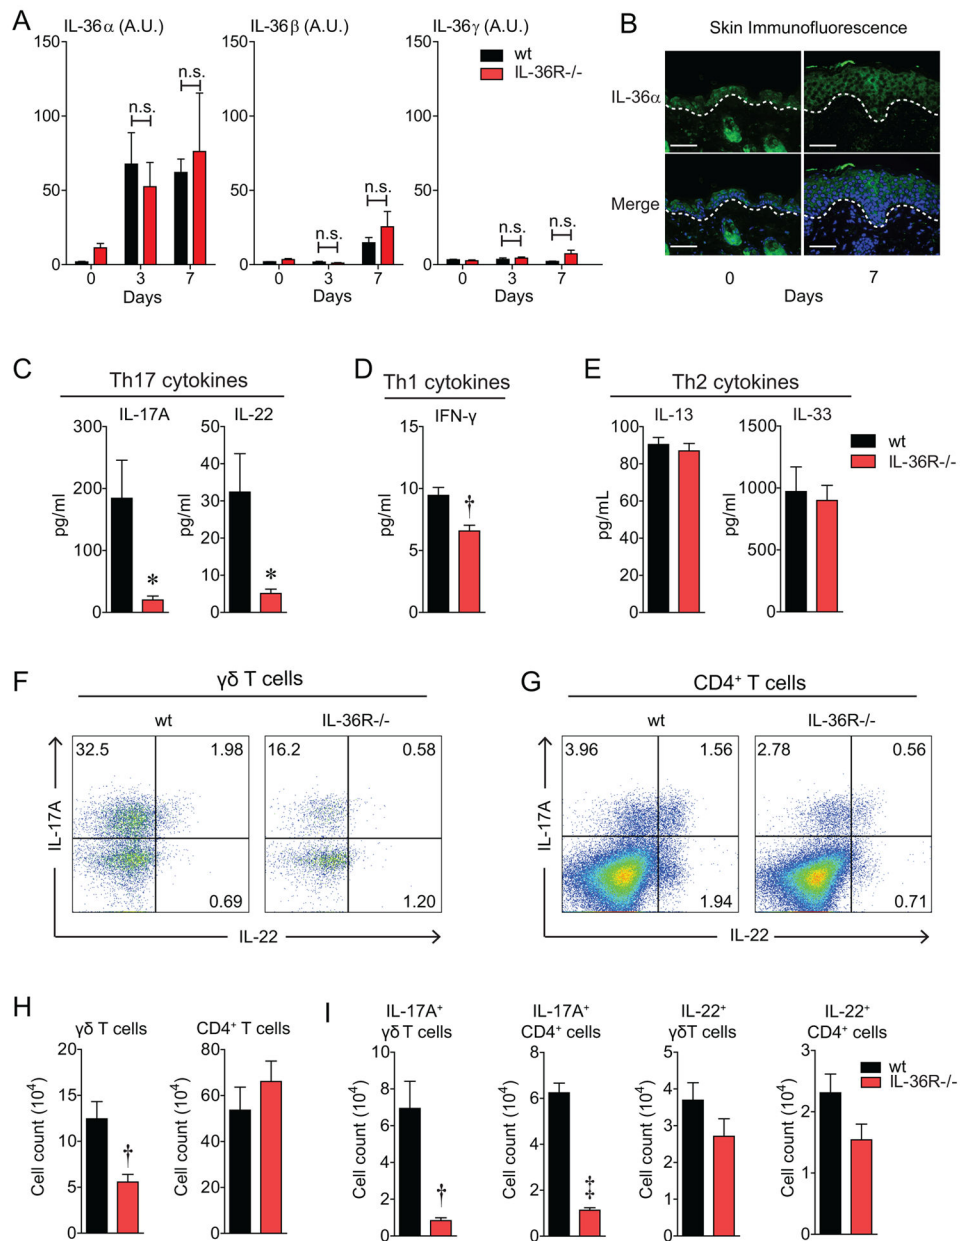 A
IL-36α (A.U.)
IL-36β (A.U.)
IL-36γ (A.U.)
150
100
50
0
n.s.
n.s.
0 3 7
Days
150
100
50
0
n.s.
n.s.
0 3 7
Days
150
100
50
0
wt
IL-36R-/-
n.s.
n.s.
0 3 7
Days
B
Skin Immunofluorescence
IL-36α
Merge
0 7
Days
C
Th17 cytokines
IL-17A
pg/ml
300
200
100
0
*
IL-22
pg/ml
50
40
30
20
10
0
*
D
Th1 cytokines
IFN-γ
pg/ml
15
10
5
0
†
E
Th2 cytokines
IL-13
pg/mL
100
80
60
40
20
0
IL-33
pg/ml
1500
1000
500
0
wt
IL-36R-/-
F
γδ T cells
wt
IL-36R-/-
32.5 1.98
0.69
16.2 0.58
1.20
IL-17A
IL-22
G
CD4⁺ T cells
wt
IL-36R-/-
3.96 1.56
1.94
2.78 0.56
0.71
IL-17A
IL-22
H
γδ T cells
Cell count (10⁴)
20
15
10
5
0
†
CD4⁺ T cells
Cell count (10⁴)
80
60
40
20
0
I
IL-17A⁺
γδ T cells
Cell count (10⁴)
10
8
6
4
2
0
†
IL-17A⁺
CD4⁺ cells
Cell count (10⁴)
8
6
4
2
0
‡
IL-22⁺
γδT cells
Cell count (10⁴)
5
4
3
2
1
0
IL-22⁺
CD4⁺ cells
Cell count (10⁴)
3
2
1
0
wt
IL-36R-/-